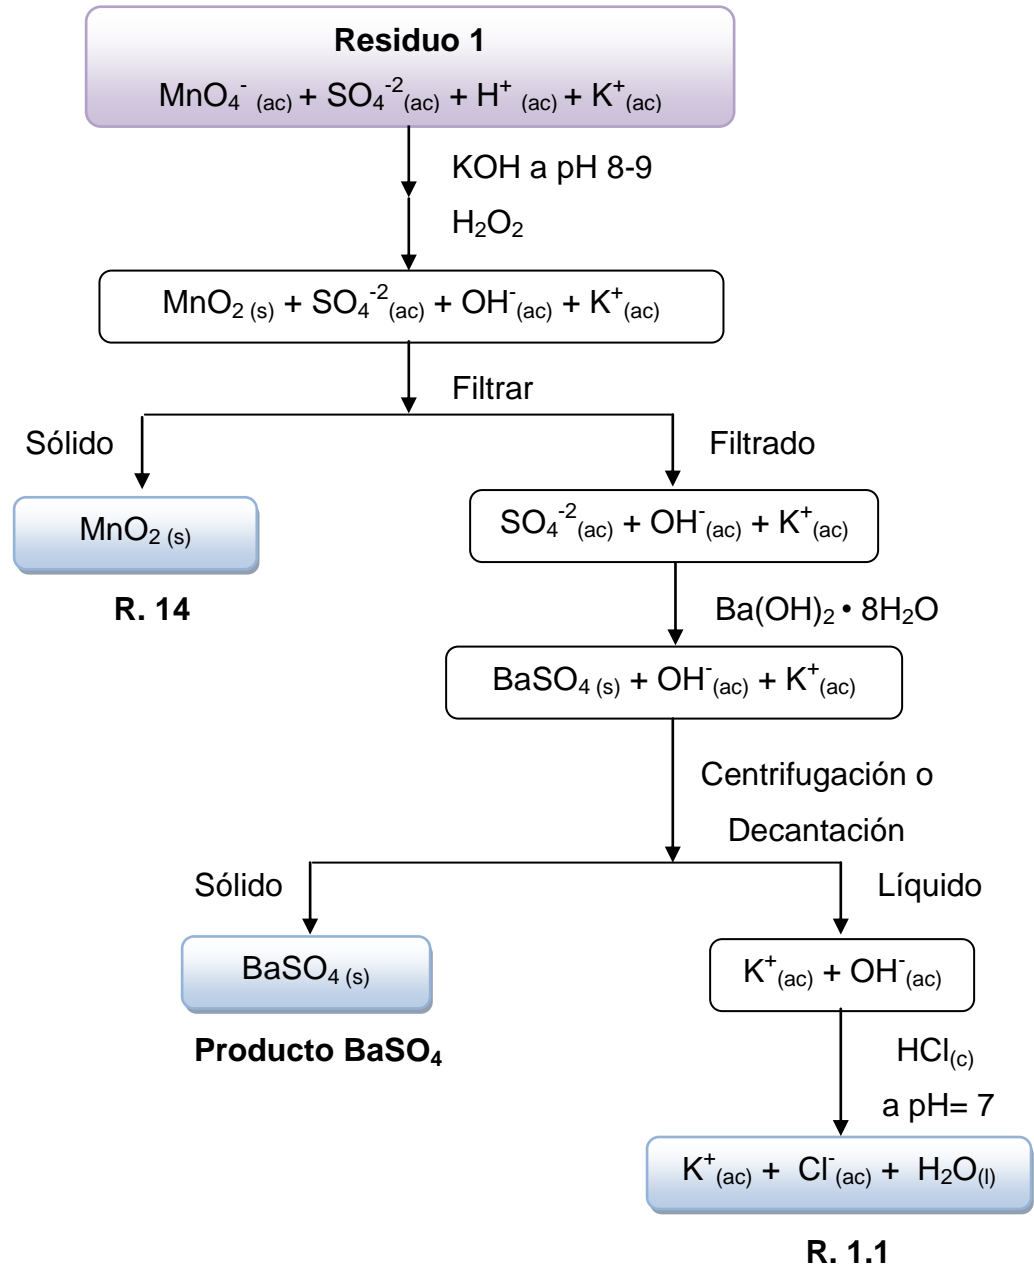 Residuo 1
MnO₄⁻ (ac) + SO₄⁻²(ac) + H⁺ (ac) + K⁺(ac)
KOH a pH 8-9
H₂O₂
MnO₂ (s) + SO₄⁻²(ac) + OH⁻(ac) + K⁺(ac)
Filtrar
Sólido
Filtrado
MnO₂ (s)
SO₄⁻²(ac) + OH⁻(ac) + K⁺(ac)
R. 14
Ba(OH)₂ • 8H₂O
BaSO₄ (s) + OH⁻(ac) + K⁺(ac)
Centrifugación o
Decantación
Sólido
Líquido
BaSO₄ (s)
K⁺(ac) + OH⁻(ac)
Producto BaSO₄
HCl(c)
a pH= 7
K⁺(ac) + Cl⁻(ac) + H₂O(l)
R. 1.1